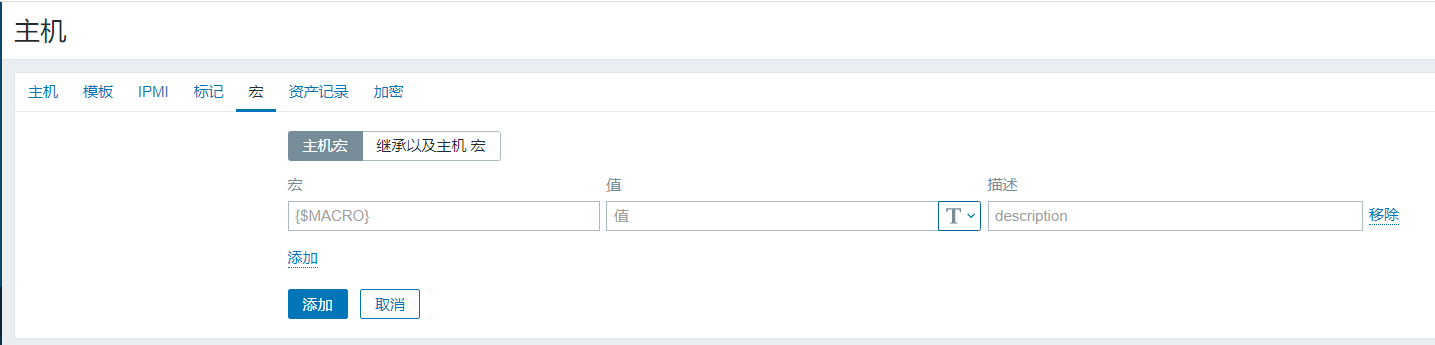 主机
主机 模板 IPMI 标记 宏 资产记录 加密
主机宏 继承以及主机 宏
宏 值 描述
{$MACRO} 值 T description 移除
添加
添加 取消